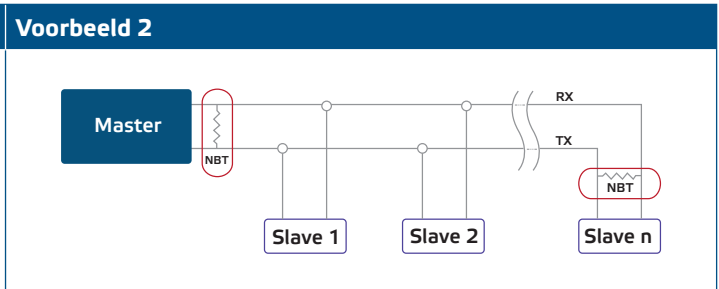 Voorbeeld 2
Master
NBT
RX
TX
NBT
Slave 1
Slave 2
Slave n